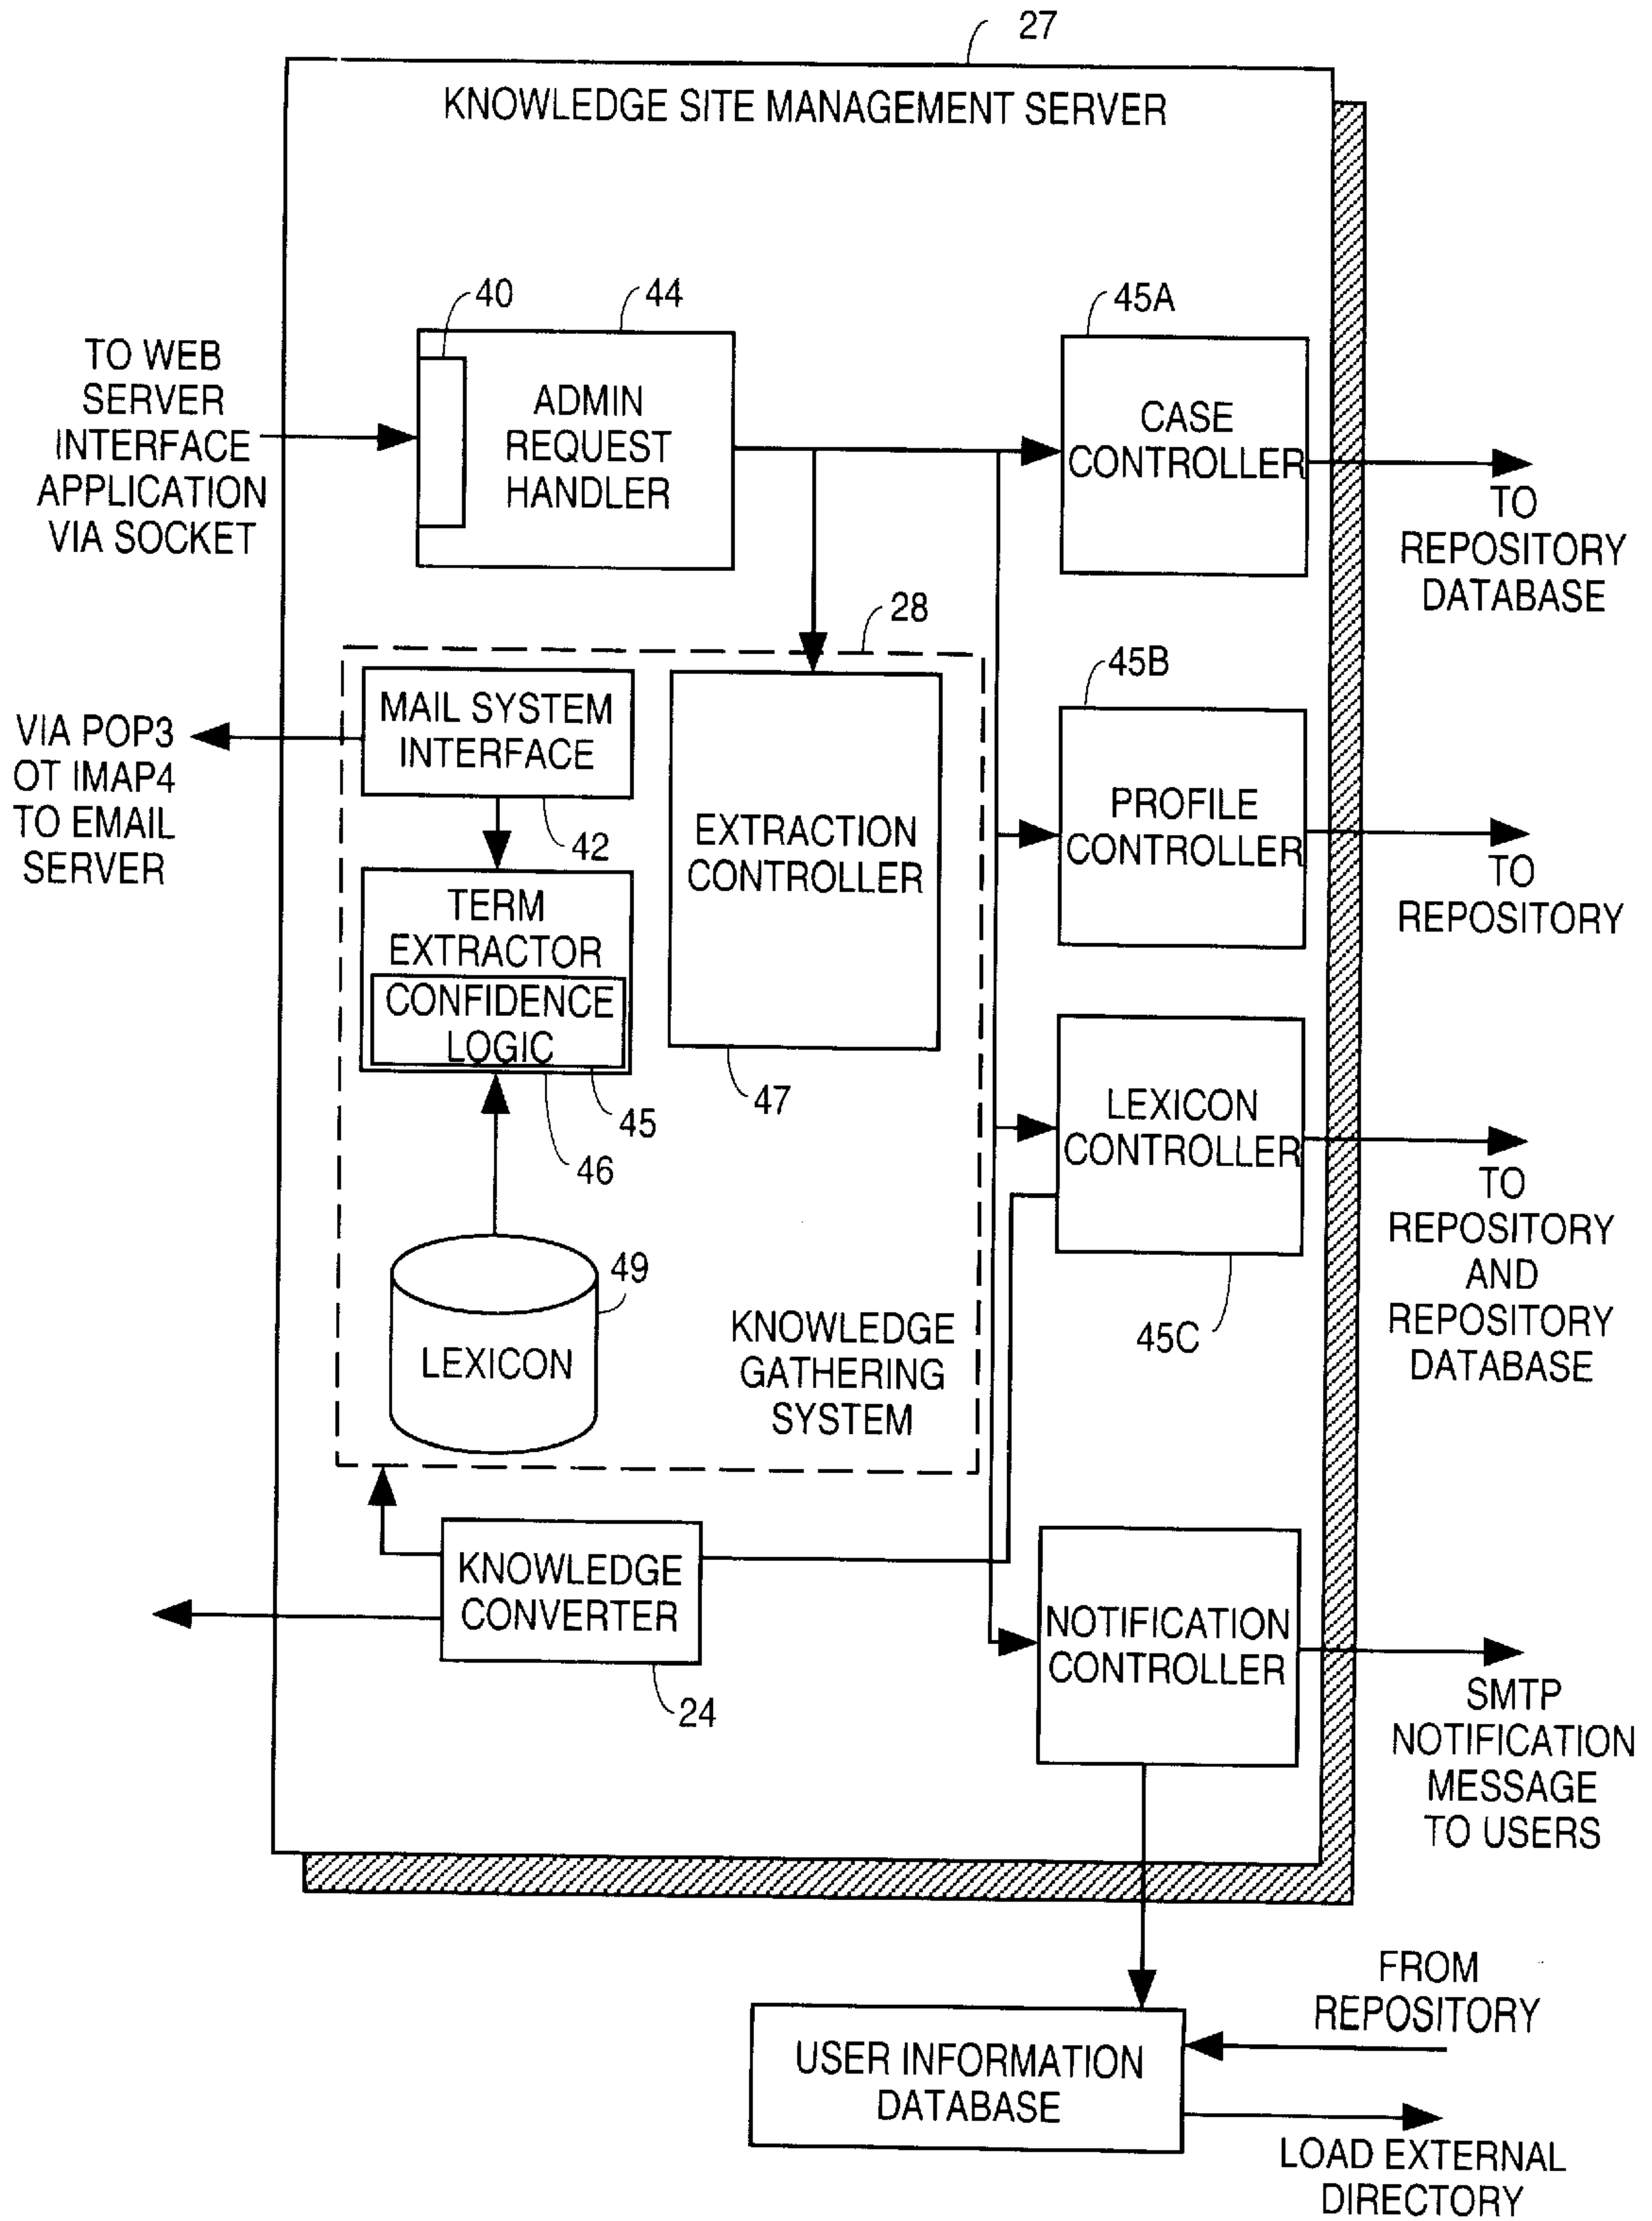 27
KNOWLEDGE SITE MANAGEMENT SERVER
40
44
45A
TO WEB
SERVER
INTERFACE
APPLICATION
VIA SOCKET
ADMIN
REQUEST
HANDLER
CASE
CONTROLLER
TO
REPOSITORY
DATABASE
28
45B
MAIL SYSTEM
INTERFACE
VIA POP3
OT IMAP4
TO EMAIL
SERVER
42
EXTRACTION
CONTROLLER
PROFILE
CONTROLLER
TO
REPOSITORY
TERM
EXTRACTOR
CONFIDENCE
LOGIC
47
45
46
LEXICON
CONTROLLER
TO
REPOSITORY
AND
REPOSITORY
DATABASE
49
LEXICON
KNOWLEDGE
GATHERING
SYSTEM
45C
KNOWLEDGE
CONVERTER
24
NOTIFICATION
CONTROLLER
SMTP
NOTIFICATION
MESSAGE
TO USERS
FROM
REPOSITORY
USER INFORMATION
DATABASE
LOAD EXTERNAL
DIRECTORY